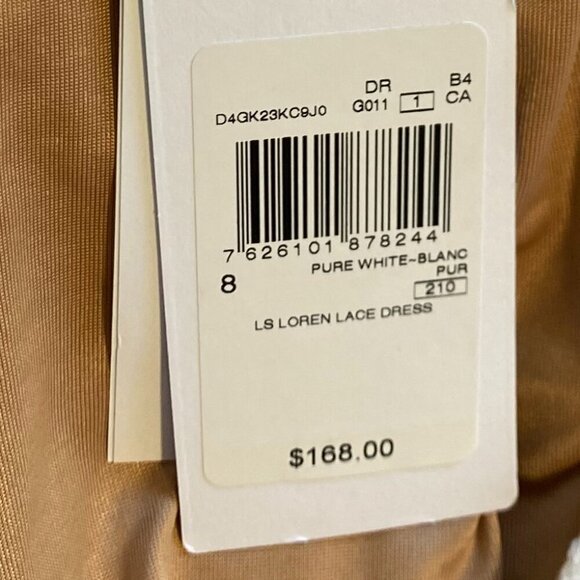 DR B4
D4GK23KC9J0 G011 1 CA
7 626101 878244
8 PURE WHITE~BLANC
PUR
210
LS LOREN LACE DRESS
$168.00